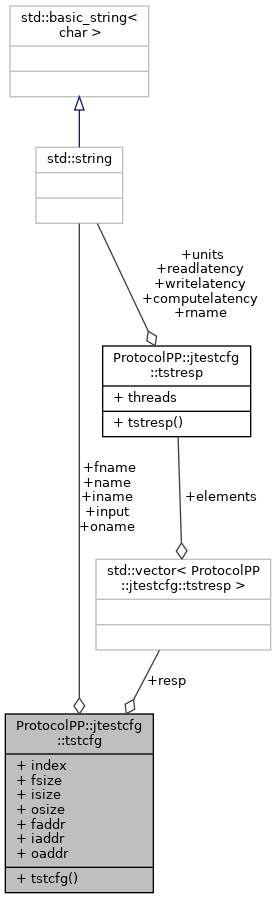 std::basic_string<
char >
std::string
+units
+readlatency
+writelatency
+computelatency
+rname
ProtocolPP::jtestcfg
::tstresp
+ threads
+ tstresp()
+fname
+name
+iname
+input
+oname
+elements
std::vector< ProtocolPP
::jtestcfg::tstresp >
+resp
ProtocolPP::jtestcfg
::tstcfg
+ index
+ fsize
+ isize
+ osize
+ faddr
+ iaddr
+ oaddr
+ tstcfg()